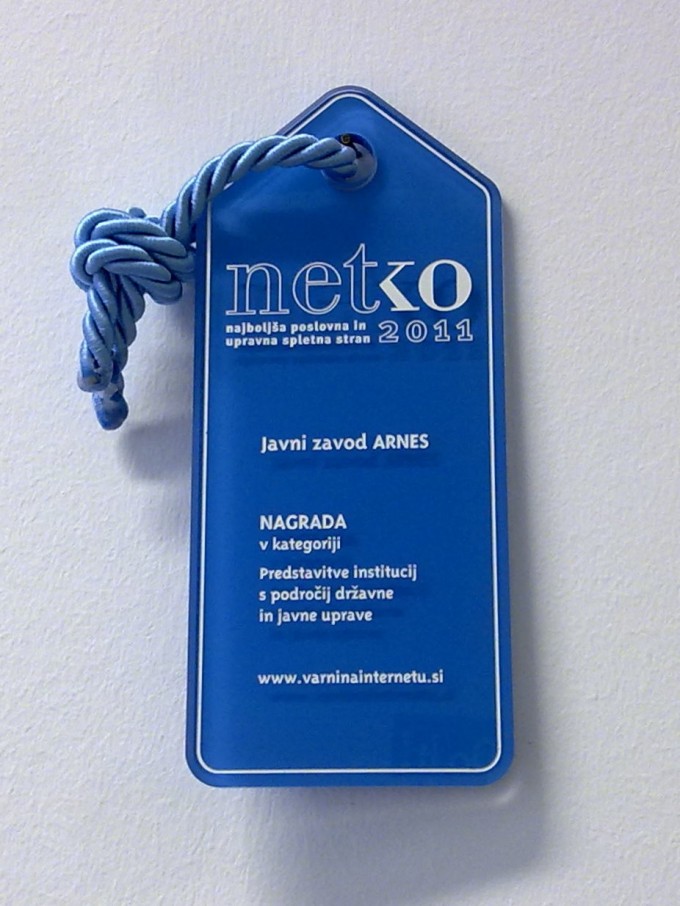 netko
najboljša poslovna in
upravna spletna stran 2011
Javni zavod ARNES
NAGRADA
v kategoriji
Predstavitve institucij
s področij državne
in javne uprave
www.varninainternetu.si